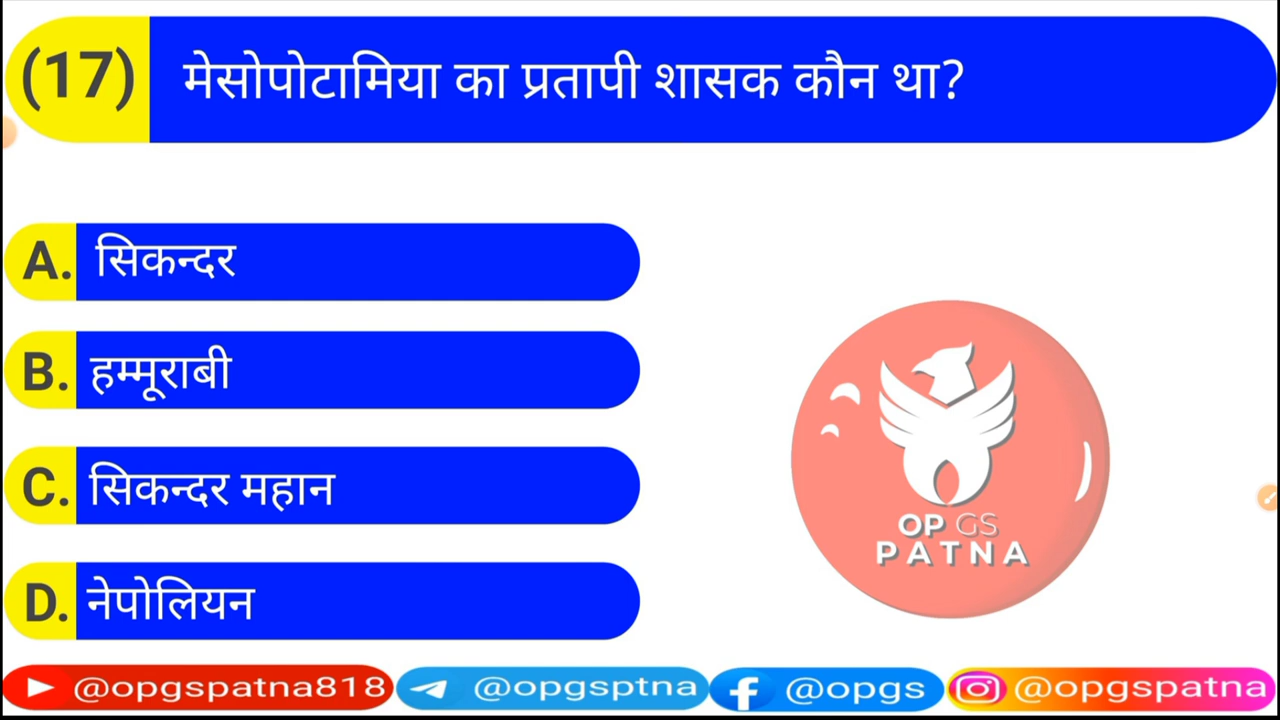 (17) मेसोपोटामिया का प्रतापी शासक कौन था?
A. सिकन्दर
B. हम्मूराबी
C. सिकन्दर महान
D. नेपोलियन
OP GS
PATNA
@opgspatna818 @opgsptna @opgs @opgspatna